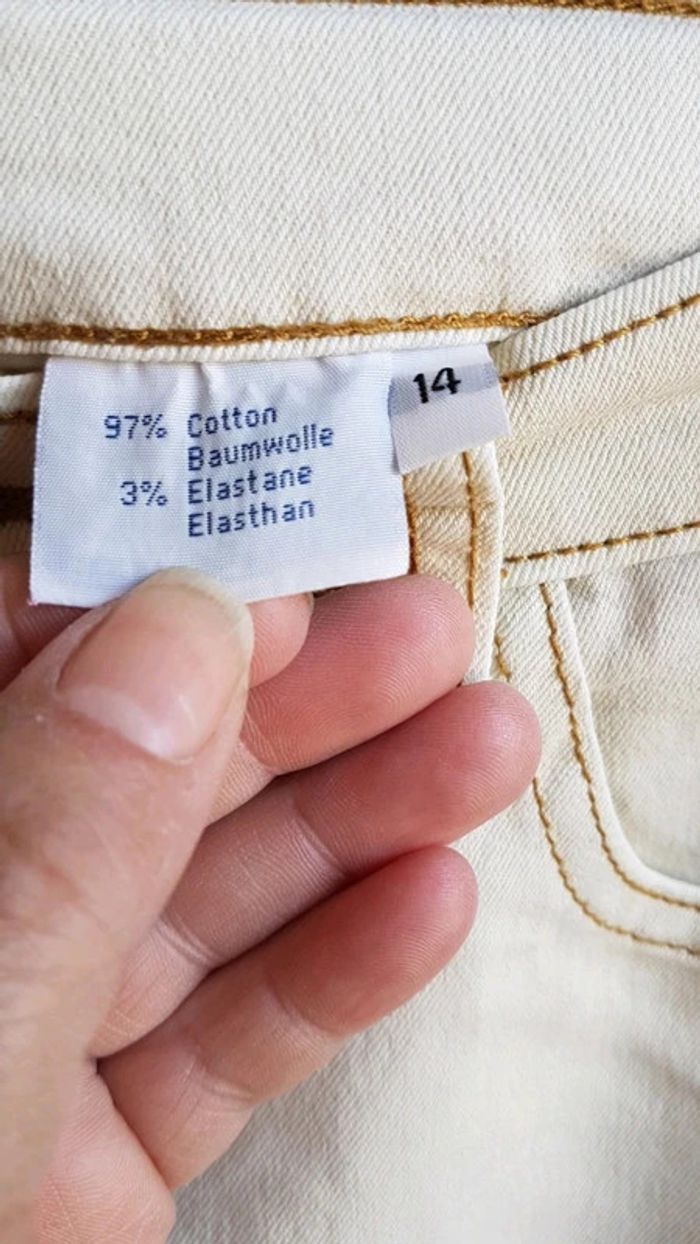 97% Cotton
Baumwolle
3% Elastane
Elasthan
14